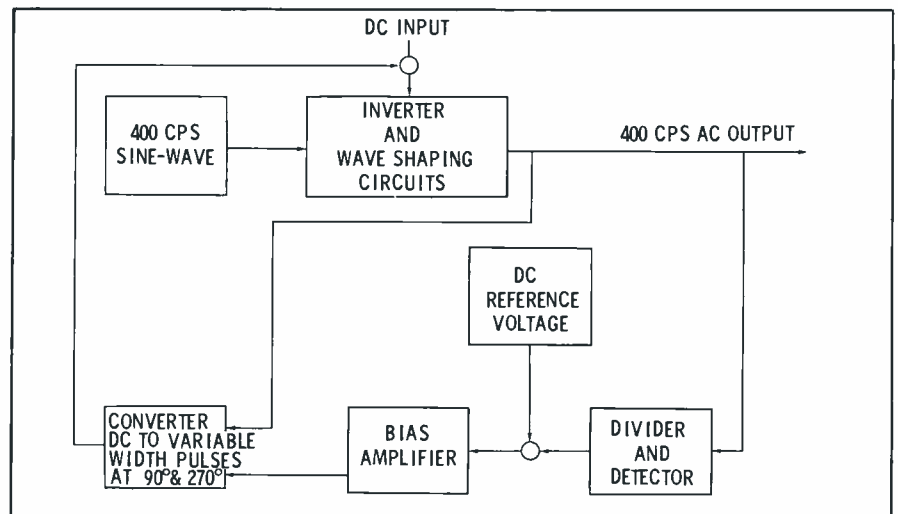 DC INPUT
400 CPS
SINE-WAVE
INVERTER
AND
WAVE SHAPING
CIRCUITS
400 CPS AC OUTPUT
DC
REFERENCE
VOLTAGE
CONVERTER
DC TO VARIABLE
WIDTH PULSES
AT 90°& 270°
BIAS
AMPLIFIER
DIVIDER
AND
DETECTOR